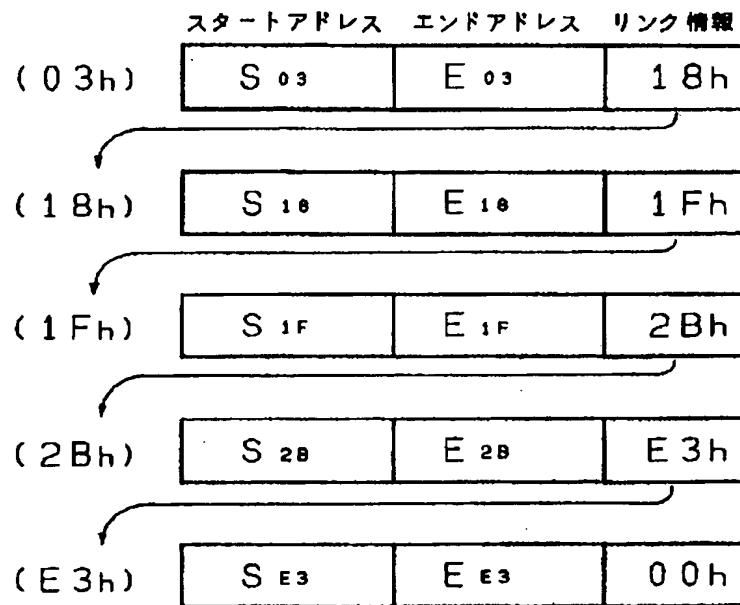 スタートアドレス エンドアドレス リンク情報
(03h) S03 E03 18h
(18h) S18 E18 1Fh
(1Fh) S1F E1F 2Bh
(2Bh) S2B E2B E3h
(E3h) SE3 EE3 00h